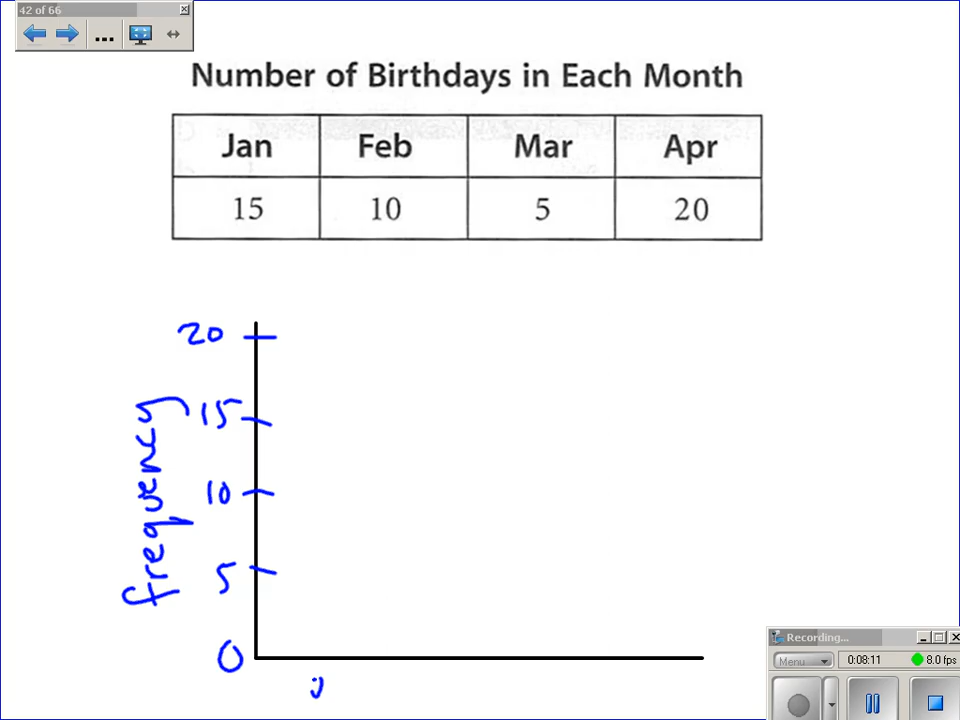 42 of 66
...
Number of Birthdays in Each Month
Jan Feb Mar Apr
15 10 5 20
20
15
10
5
0
frequency
j
Recording...
Menu 0:08:11 8.0 fps